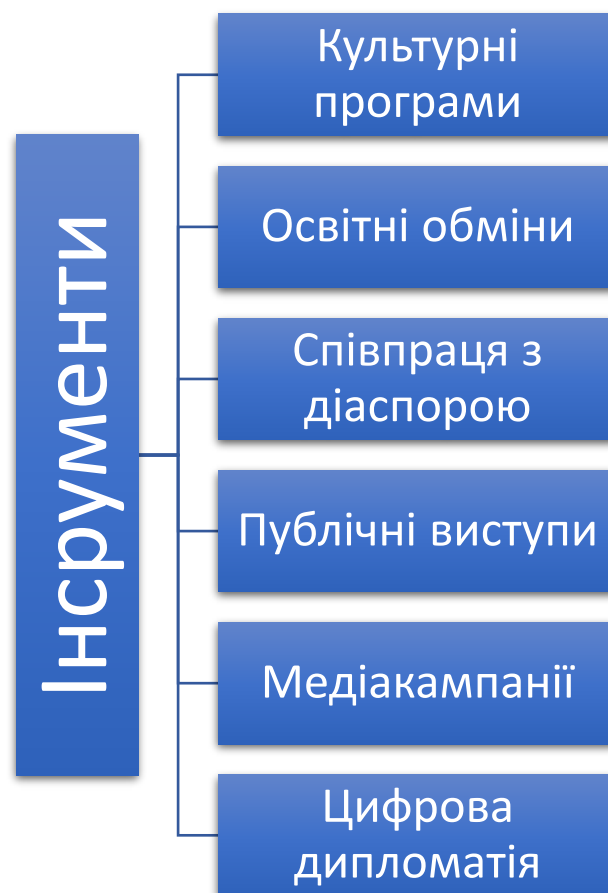 Інсрументи
Культурні
програми
Освітні обміни
Співпраця з
діаспорою
Публічні виступи
Медіакампанії
Цифрова
дипломатія